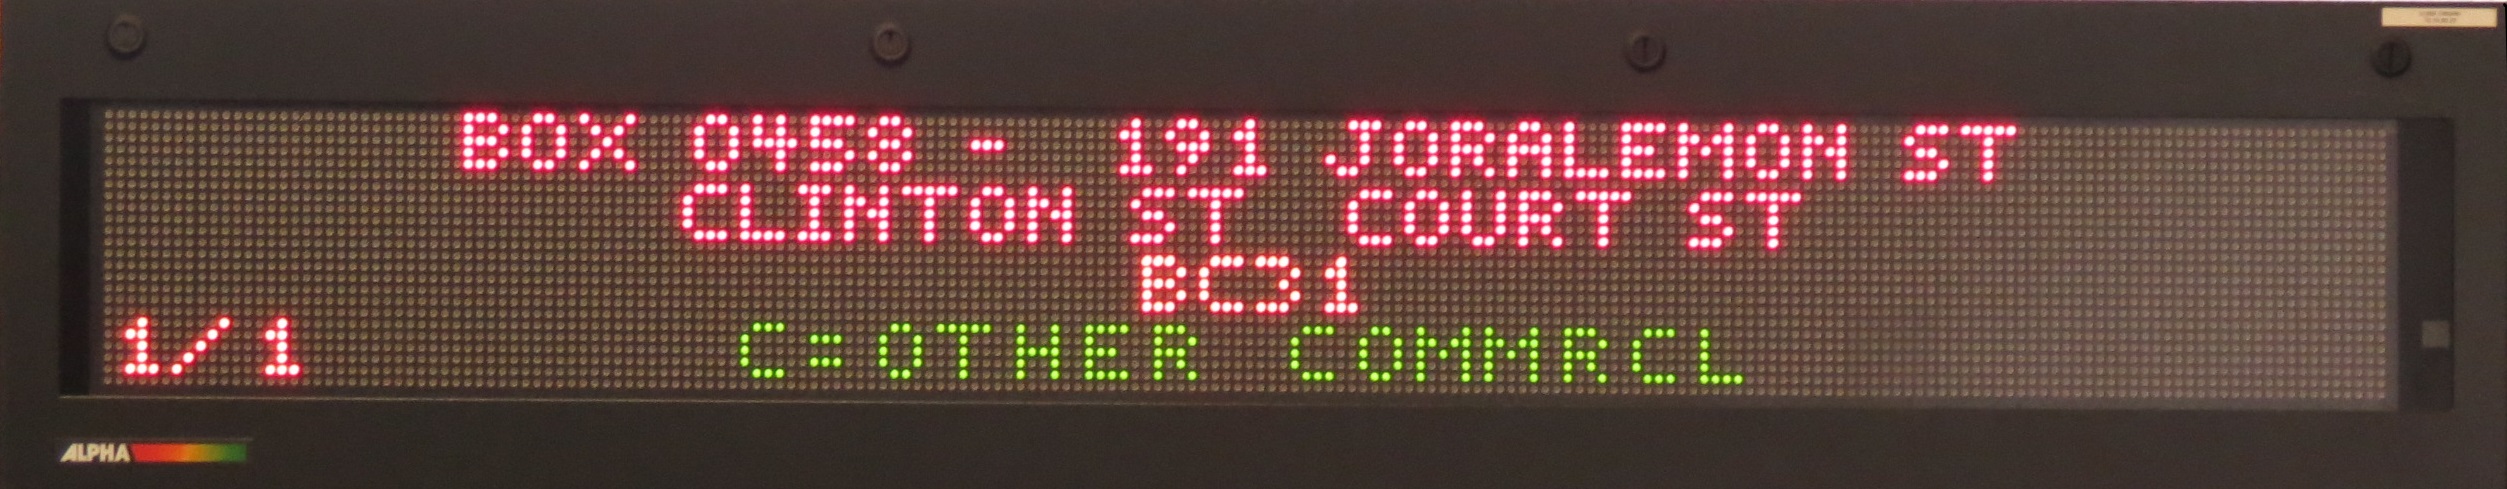 BOX 0458 - 191 JORALEMON ST
CLINTON ST COURT ST
1/1 C=OTHER COMMRCL
ALPHA